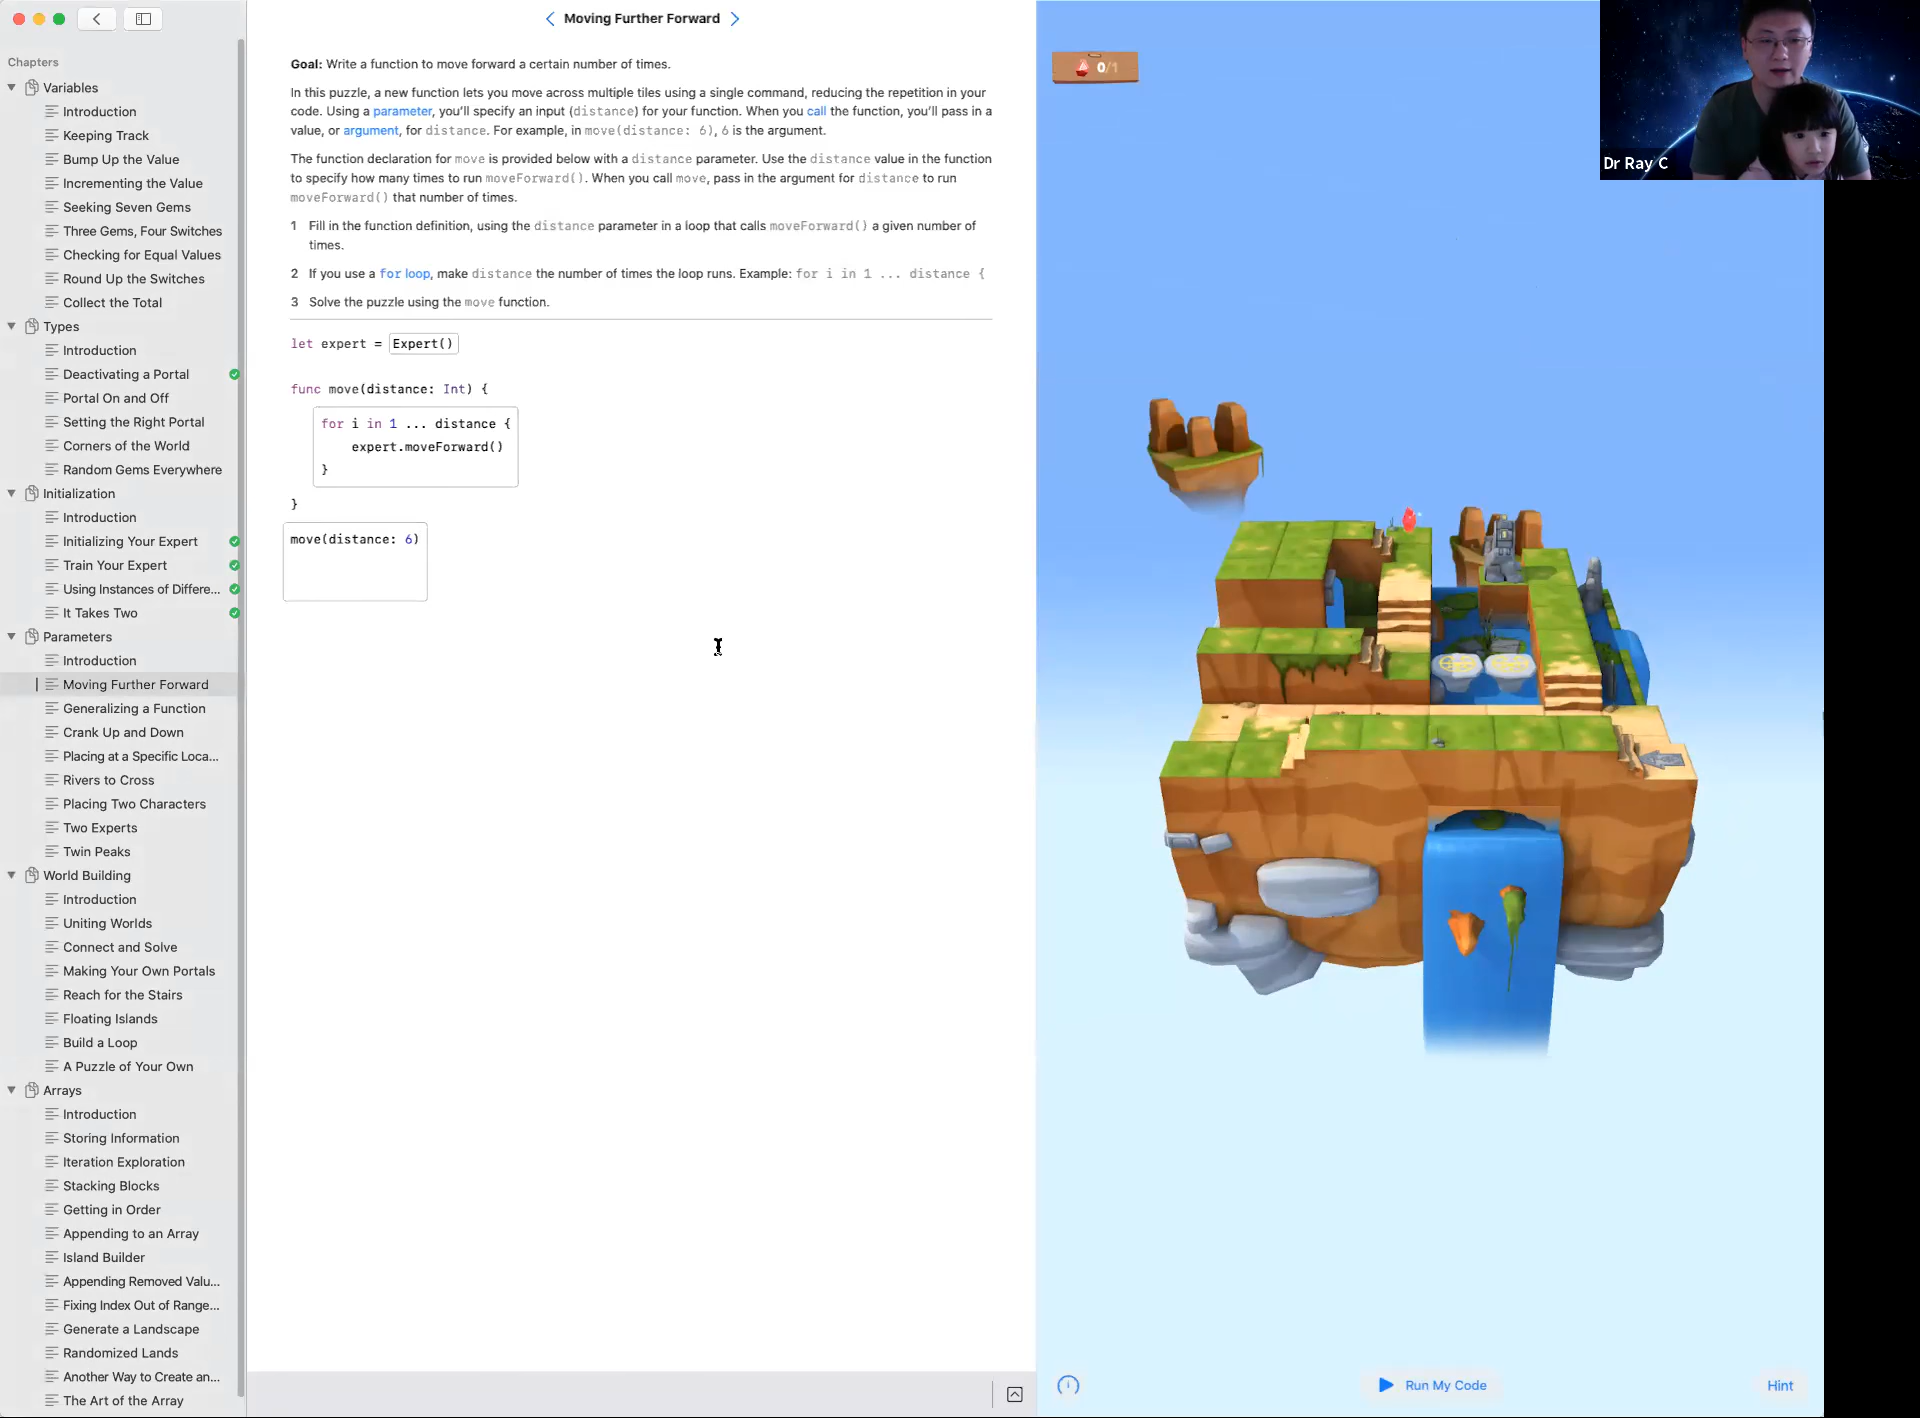 Moving Further Forward
Chapters
Variables
Introduction
Keeping Track
Bump Up the Value
Incrementing the Value
Seeking Seven Gems
Three Gems, Four Switches
Checking for Equal Values
Round Up the Switches
Collect the Total
Types
Introduction
Deactivating a Portal
Portal On and Off
Setting the Right Portal
Corners of the World
Random Gems Everywhere
Initialization
Introduction
Initializing Your Expert
Train Your Expert
Using Instances of Differe...
It Takes Two
Parameters
Introduction
Moving Further Forward
Generalizing a Function
Crank Up and Down
Placing at a Specific Loca...
Rivers to Cross
Placing Two Characters
Two Experts
Twin Peaks
World Building
Introduction
Uniting Worlds
Connect and Solve
Making Your Own Portals
Reach for the Stairs
Floating Islands
Build a Loop
A Puzzle of Your Own
Arrays
Introduction
Storing Information
Iteration Exploration
Stacking Blocks
Getting in Order
Appending to an Array
Island Builder
Appending Removed Valu...
Fixing Index Out of Range...
Generate a Landscape
Randomized Lands
Another Way to Create an...
The Art of the Array
Goal: Write a function to move forward a certain number of times.
In this puzzle, a new function lets you move across multiple tiles using a single command, reducing the repetition in your
code. Using a parameter, you'll specify an input (distance) for your function. When you call the function, you'll pass in a
value, or argument, for distance. For example, in move(distance: 6), 6 is the argument.
The function declaration for move is provided below with a distance parameter. Use the distance value in the function
to specify how many times to run moveForward(). When you call move, pass in the argument for distance to run
moveForward() that number of times.
1 Fill in the function definition, using the distance parameter in a loop that calls moveForward() a given number of
times.
2 If you use a for loop, make distance the number of times the loop runs. Example: for i in 1 ... distance {
3 Solve the puzzle using the move function.
let expert = Expert()
func move(distance: Int) {
for i in 1 ... distance {
expert.moveForward()
}
}
move(distance: 6)
0/1
Dr Ray C
Run My Code
Hint